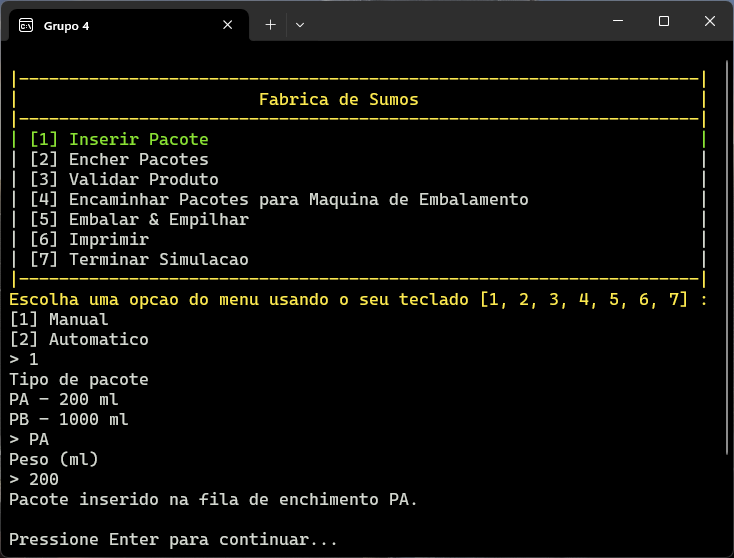 Grupo 4
|--------------------------------------------------------------------|
| Fabrica de Sumos |
|--------------------------------------------------------------------|
| [1] Inserir Pacote |
| [2] Encher Pacotes |
| [3] Validar Produto |
| [4] Encaminhar Pacotes para Maquina de Embalamento |
| [5] Embalar & Empilhar |
| [6] Imprimir |
| [7] Terminar Simulacao |
|--------------------------------------------------------------------|
Escolha uma opcao do menu usando o seu teclado [1, 2, 3, 4, 5, 6, 7] :
[1] Manual
[2] Automatico
> 1
Tipo de pacote
PA - 200 ml
PB - 1000 ml
> PA
Peso (ml)
> 200
Pacote inserido na fila de enchimento PA.
Pressione Enter para continuar...